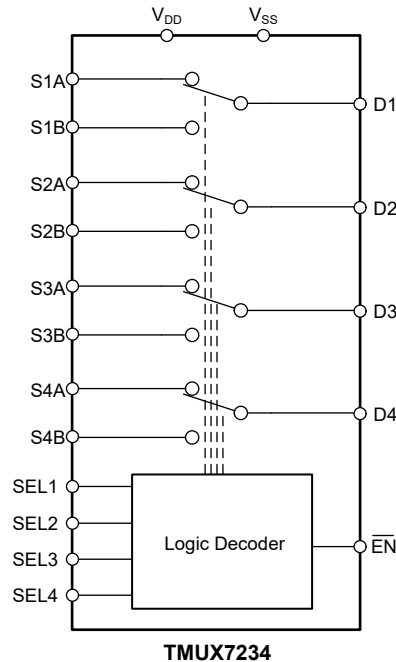 VDD VSS
S1A
D1
S1B
S2A
D2
S2B
S3A
D3
S3B
S4A
D4
S4B
SEL1
SEL2
Logic Decoder
EN
SEL3
SEL4
TMUX7234